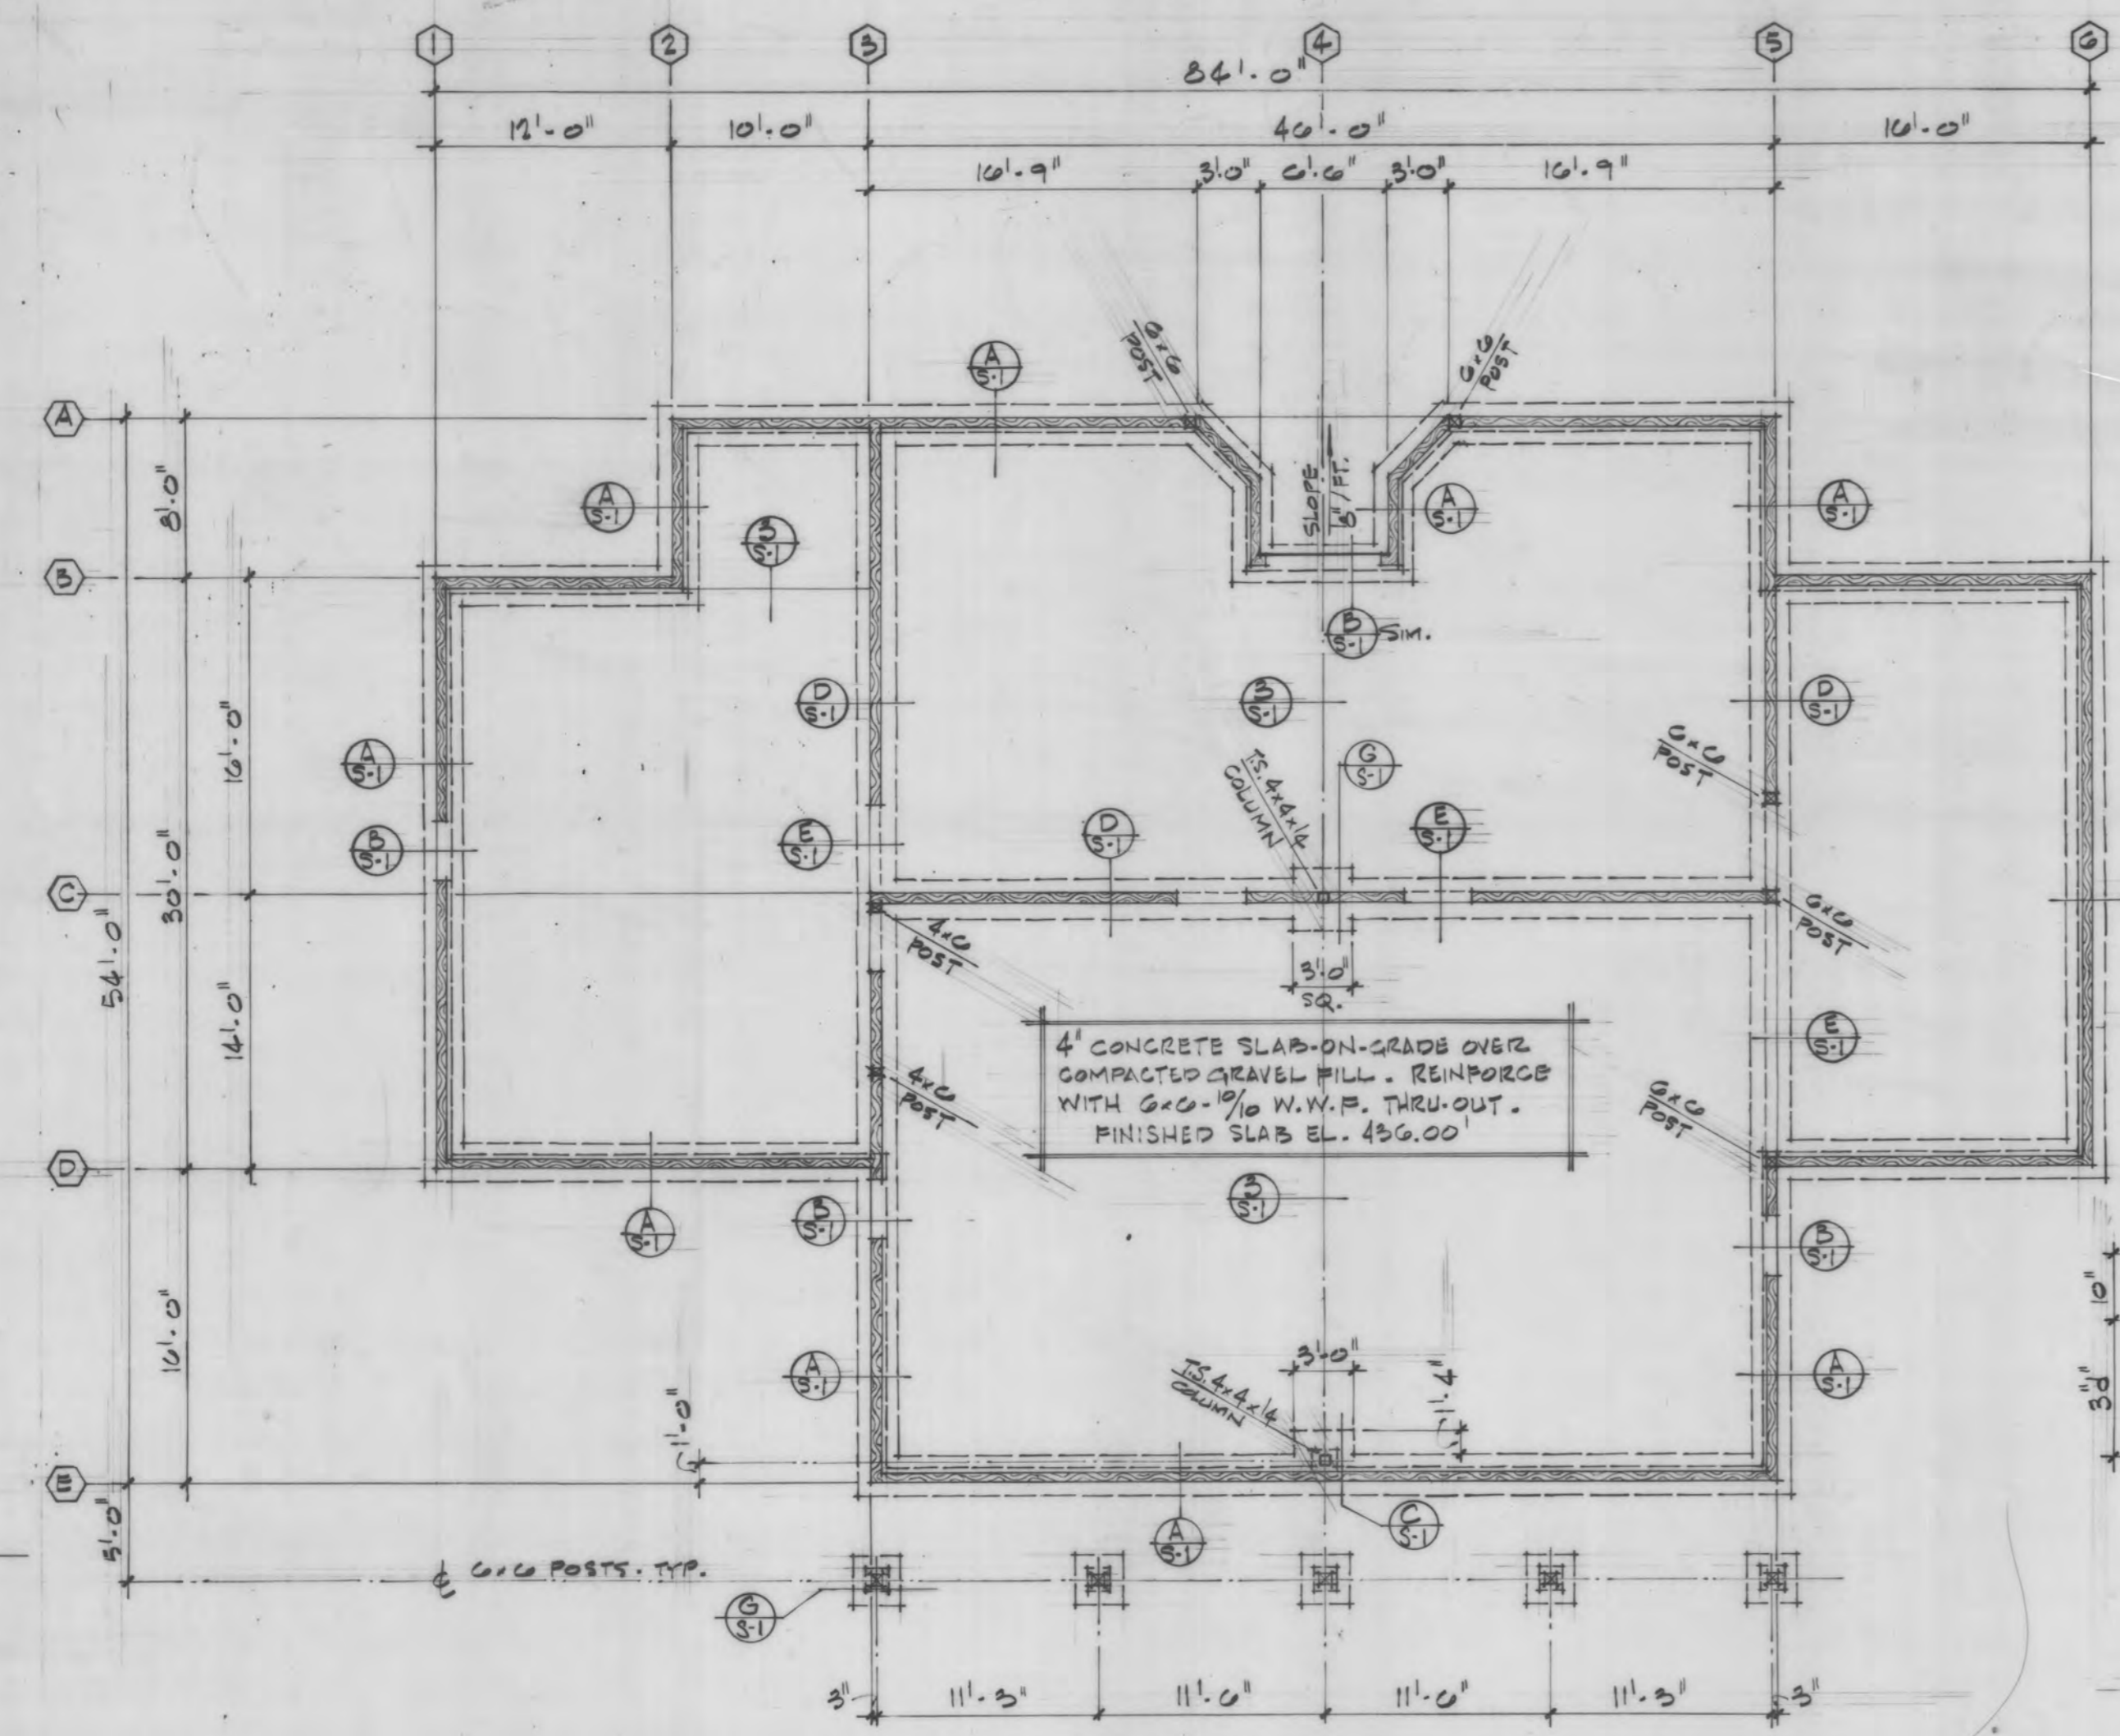 1
2
3
4
5
6
84'-0"
12'-0"
10'-0"
46'-0"
16'-0"
16'-9"
3'-0"
6'-6"
3'-0"
16'-9"
6x6
POST
6x6
POST
A
S-1
A
8'-0"
SLOPE
1/8"/FT.
A
S-1
A
S-1
A
S-1
3
S-1
B
B
S-1
SIM.
D
S-1
3
S-1
D
S-1
16'-0"
A
S-1
G
S-1
6x6
POST
T.S. 4x4x1/4
COLUMN
B
S-1
E
S-1
D
S-1
E
S-1
30'-0"
C
54'-0"
4x6
POST
6x6
POST
3'-0"
SQ.
14'-0"
4" CONCRETE SLAB-ON-GRADE OVER
COMPACTED GRAVEL FILL. REINFORCE
WITH 6x6-10/10 W.W.F. THRU-OUT.
FINISHED SLAB EL. 436.00'
E
S-1
4x6
POST
6x6
POST
D
3
S-1
A
S-1
B
S-1
B
S-1
16'-0"
10"
3'-0"
T.S. 4x4x1/4
COLUMN
1'-4"
A
S-1
A
S-1
1'-0"
E
5'-0"
A
S-1
C
S-1
℄ 6x6 POSTS. TYP.
G
S-1
3"
11'-3"
11'-6"
11'-6"
11'-3"
3"